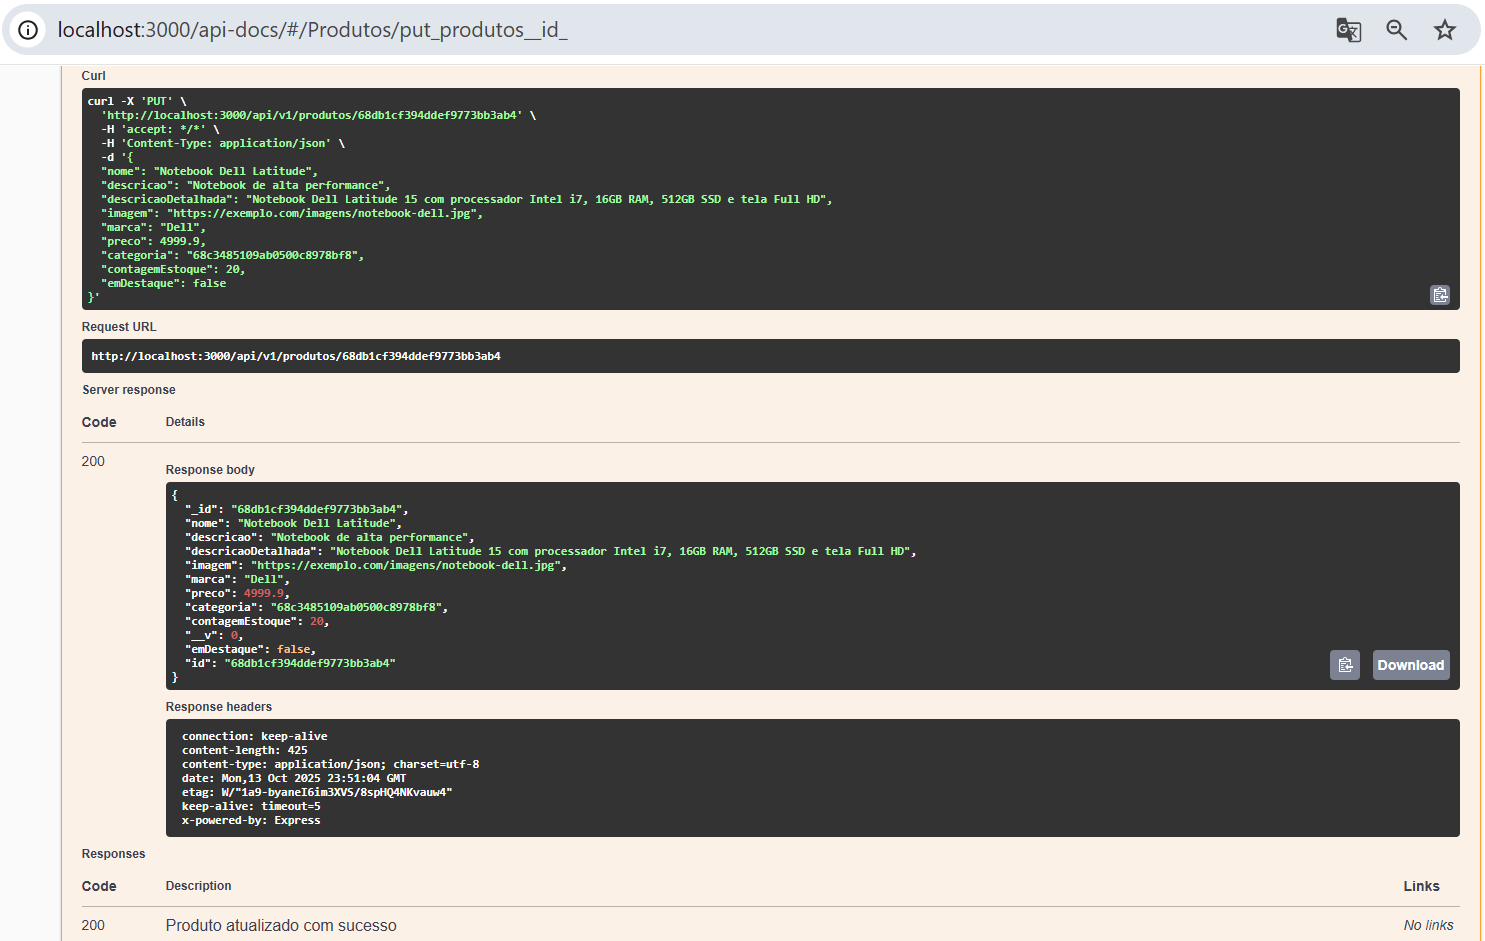 localhost:3000/api-docs/#/Produtos/put_produtos__id_
Curl
curl -X 'PUT' \
  'http://localhost:3000/api/v1/produtos/68db1cf394ddef9773bb3ab4' \
  -H 'accept: */*' \
  -H 'Content-Type: application/json' \
  -d '{
  "nome": "Notebook Dell Latitude",
  "descricao": "Notebook de alta performance",
  "descricaoDetalhada": "Notebook Dell Latitude 15 com processador Intel i7, 16GB RAM, 512GB SSD e tela Full HD",
  "imagem": "https://exemplo.com/imagens/notebook-dell.jpg",
  "marca": "Dell",
  "preco": 4999.9,
  "categoria": "68c3485109ab0500c8978bf8",
  "contagemEstoque": 20,
  "emDestaque": false
}'
Request URL
http://localhost:3000/api/v1/produtos/68db1cf394ddef9773bb3ab4
Server response
Code Details
200
Response body
{
  "_id": "68db1cf394ddef9773bb3ab4",
  "nome": "Notebook Dell Latitude",
  "descricao": "Notebook de alta performance",
  "descricaoDetalhada": "Notebook Dell Latitude 15 com processador Intel i7, 16GB RAM, 512GB SSD e tela Full HD",
  "imagem": "https://exemplo.com/imagens/notebook-dell.jpg",
  "marca": "Dell",
  "preco": 4999.9,
  "categoria": "68c3485109ab0500c8978bf8",
  "contagemEstoque": 20,
  "__v": 0,
  "emDestaque": false,
  "id": "68db1cf394ddef9773bb3ab4"
}
Download
Response headers
connection: keep-alive
content-length: 425
content-type: application/json; charset=utf-8
date: Mon,13 Oct 2025 23:51:04 GMT
etag: W/"1a9-byaneI6im3XVS/8spHQ4NKvauw4"
keep-alive: timeout=5
x-powered-by: Express
Responses
Code Description Links
200 Produto atualizado com sucesso No links